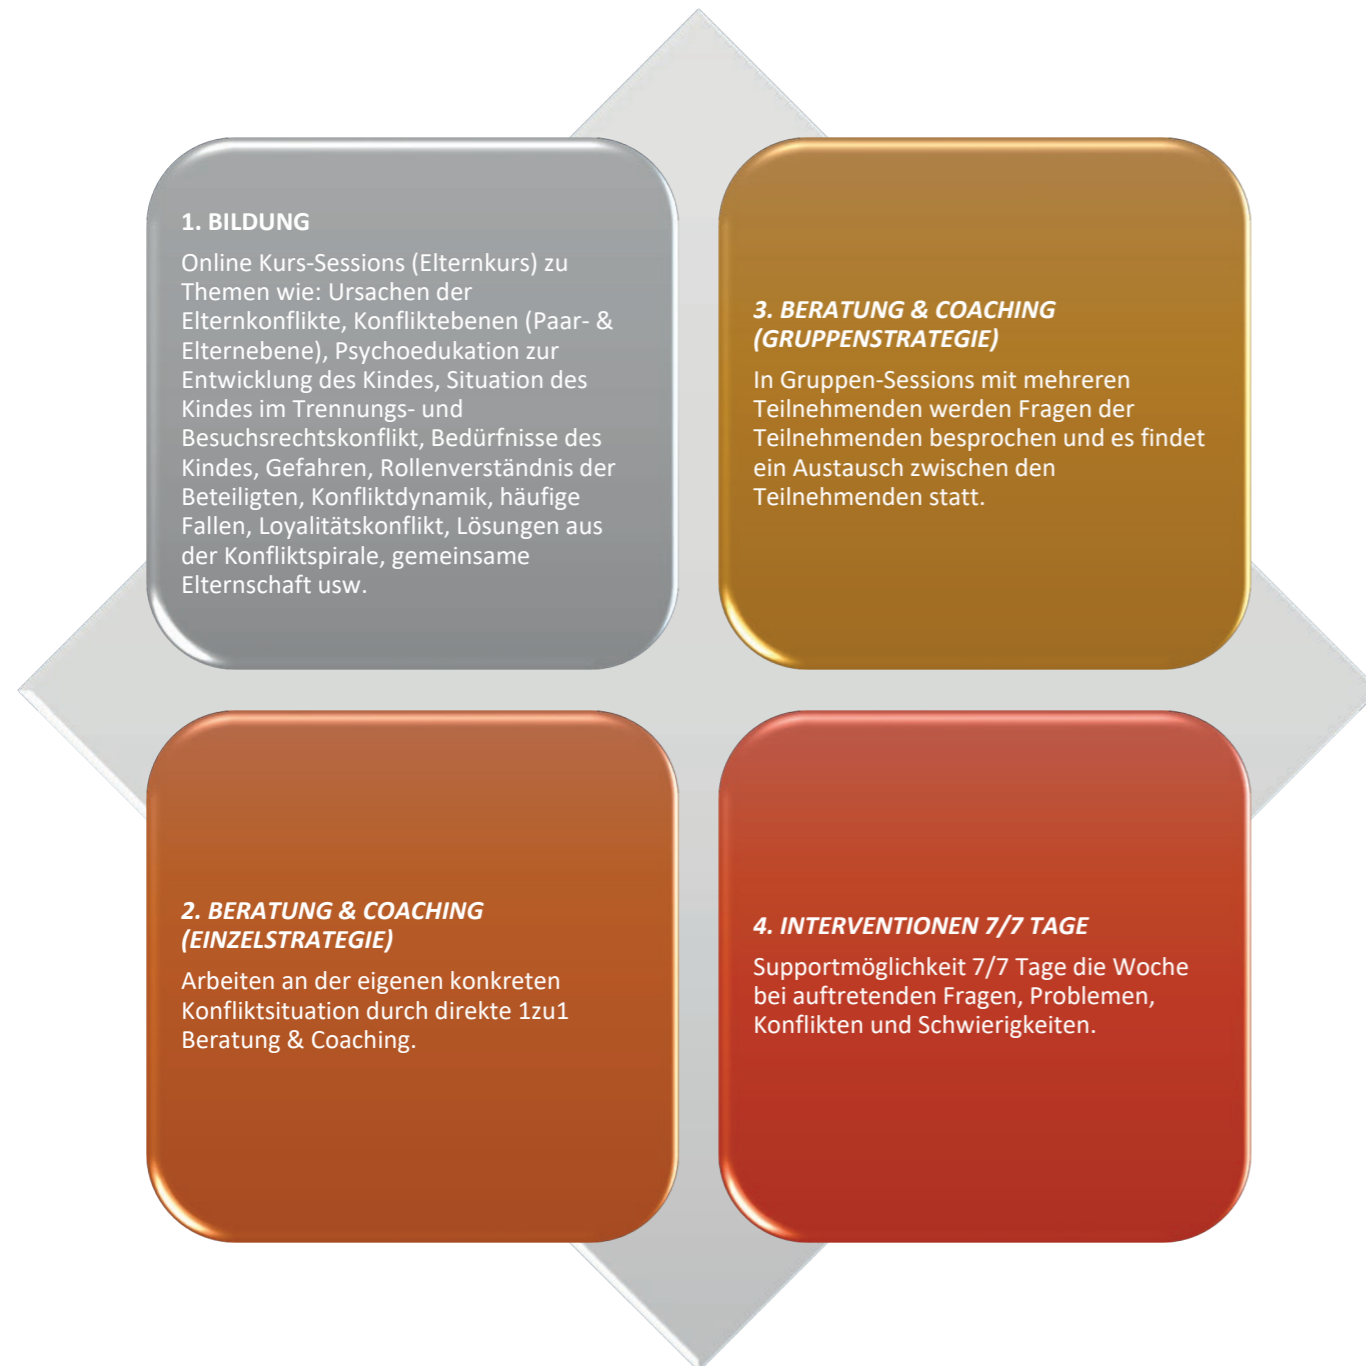 1. BILDUNG
Online Kurs-Sessions (Elternkurs) zu
Themen wie: Ursachen der
Elternkonflikte, Konfliktebenen (Paar- &
Elternebene), Psychoedukation zur
Entwicklung des Kindes, Situation des
Kindes im Trennungs- und
Besuchsrechtskonflikt, Bedürfnisse des
Kindes, Gefahren, Rollenverständnis der
Beteiligten, Konfliktdynamik, häufige
Fallen, Loyalitätskonflikt, Lösungen aus
der Konfliktspirale, gemeinsame
Elternschaft usw.
2. BERATUNG & COACHING
(EINZELSTRATEGIE)
Arbeiten an der eigenen konkreten
Konfliktsituation durch direkte 1zu1
Beratung & Coaching.
3. BERATUNG & COACHING
(GRUPPENSTRATEGIE)
In Gruppen-Sessions mit mehreren
Teilnehmenden werden Fragen der
Teilnehmenden besprochen und es findet
ein Austausch zwischen den
Teilnehmenden statt.
4. INTERVENTIONEN 7/7 TAGE
Supportmöglichkeit 7/7 Tage die Woche
bei auftretenden Fragen, Problemen,
Konflikten und Schwierigkeiten.